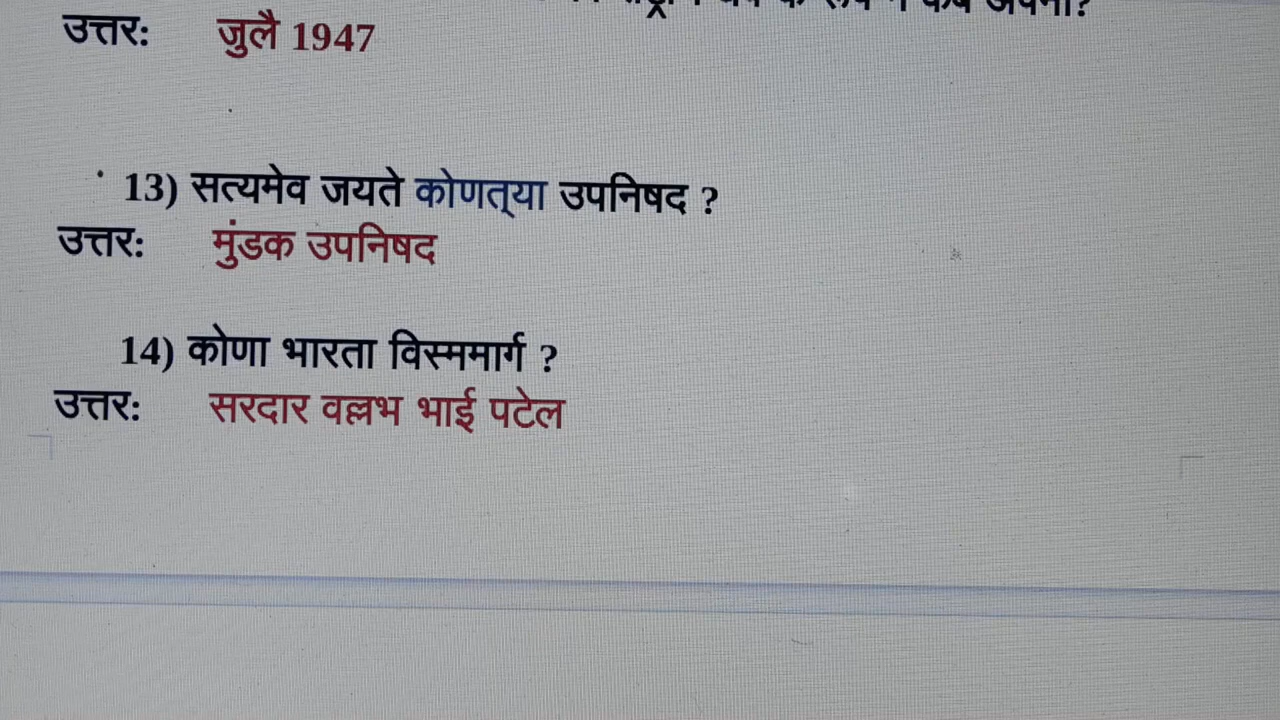 उत्तर: जुलै 1947
13) सत्यमेव जयते कोणत्या उपनिषद ?
उत्तर: मुंडक उपनिषद
14) कोणा भारता विस्ममार्ग ?
उत्तर: सरदार वल्लभ भाई पटेल